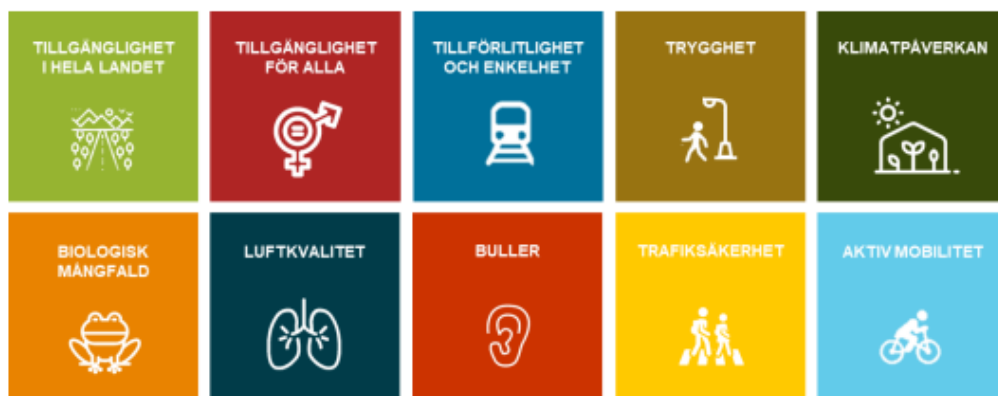 TILLGÄNGLIGHET
I HELA LANDET
TILLGÄNGLIGHET
FÖR ALLA
TILLFÖRLITLIGHET
OCH ENKELHET
TRYGGHET
KLIMATPÅVERKAN
BIOLOGISK
MÅNGFALD
LUFTKVALITET
BULLER
TRAFIKSÄKERHET
AKTIV MOBILITET